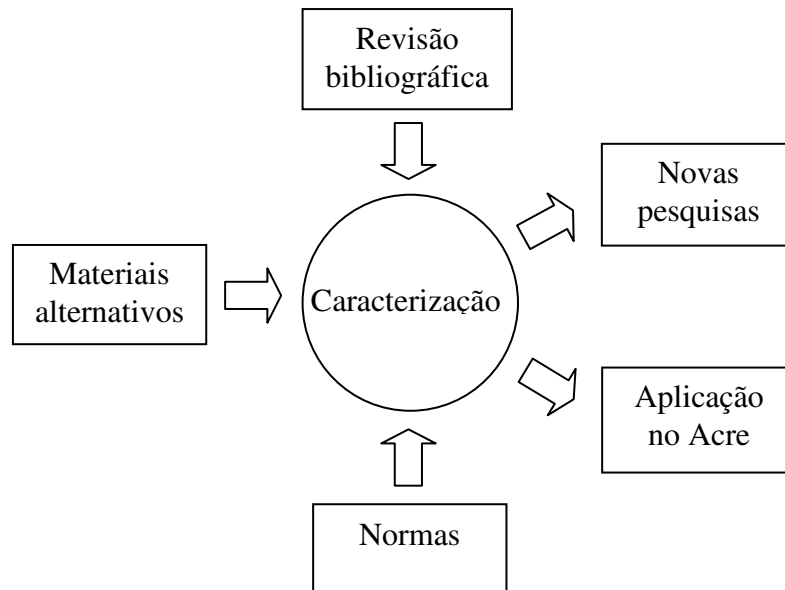 Revisão
bibliográfica
Novas
pesquisas
Materiais
alternativos
Caracterização
Aplicação
no Acre
Normas